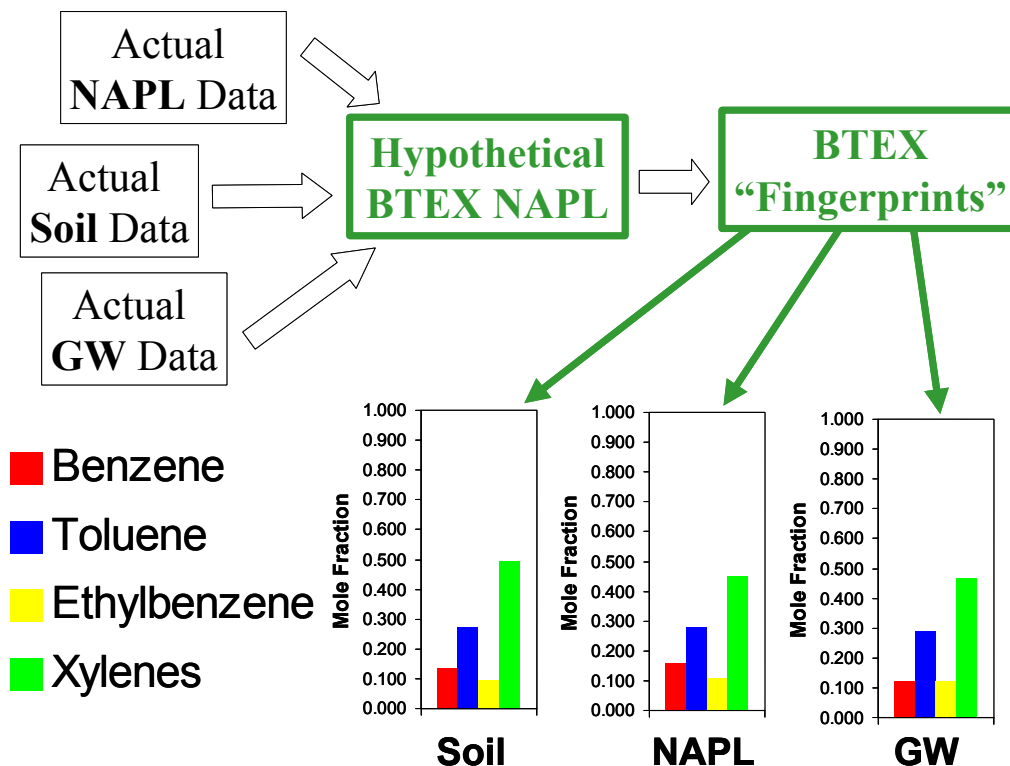 Actual
NAPL Data
Actual
Soil Data
Actual
GW Data
Hypothetical
BTEX NAPL
BTEX
“Fingerprints”
Benzene
Toluene
Ethylbenzene
Xylenes
Mole Fraction
1.000
0.900
0.800
0.700
0.600
0.500
0.400
0.300
0.200
0.100
0.000
Soil
Mole Fraction
1.000
0.900
0.800
0.700
0.600
0.500
0.400
0.300
0.200
0.100
0.000
NAPL
Mole Fraction
1.000
0.900
0.800
0.700
0.600
0.500
0.400
0.300
0.200
0.100
0.000
GW